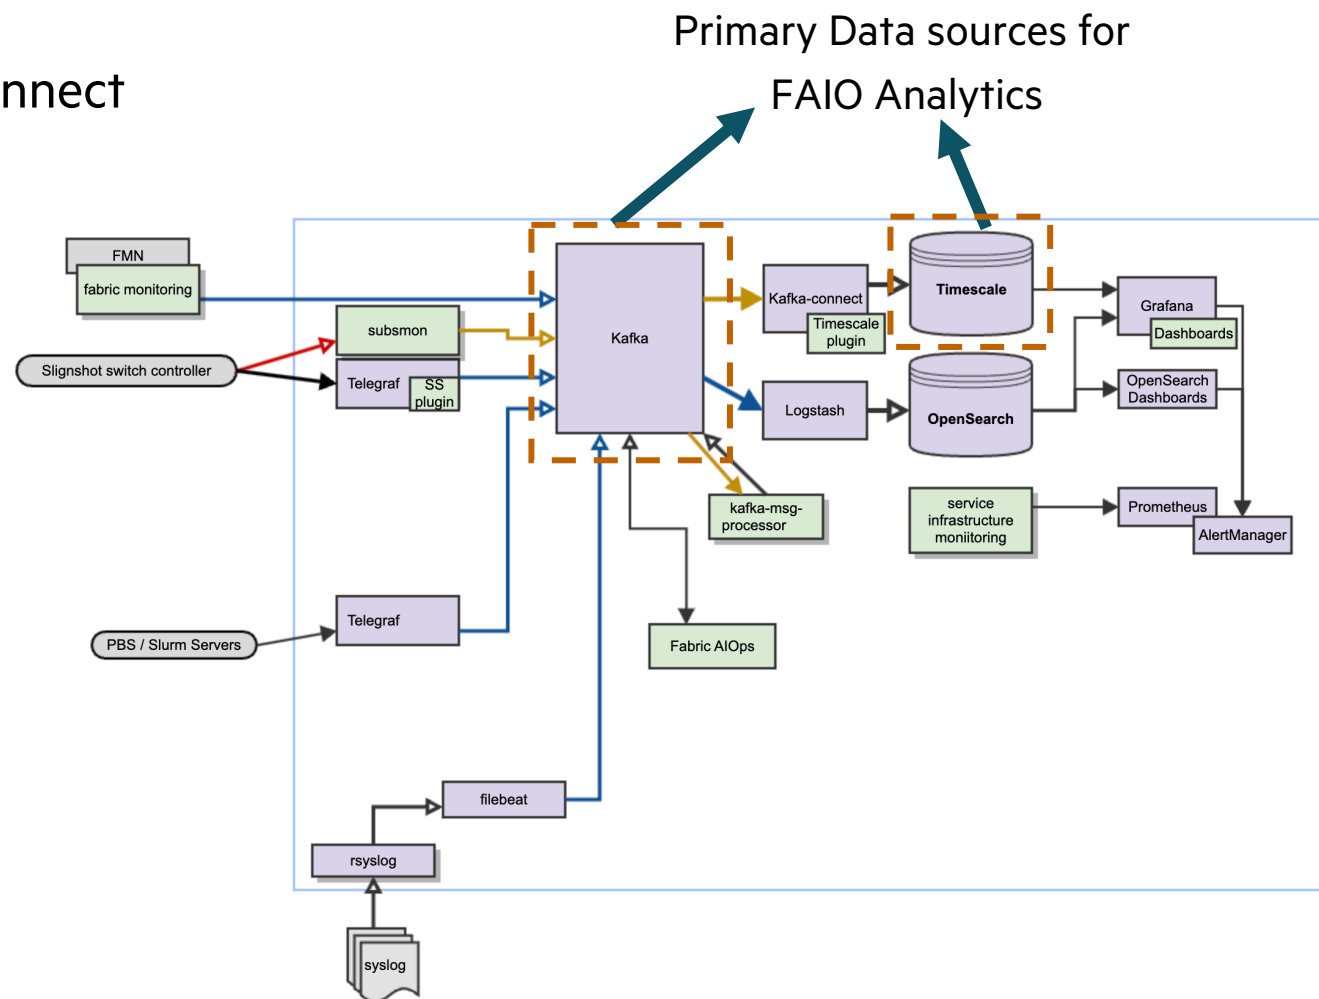 Primary Data sources for
FAIO Analytics
nnect
FMN
fabric monitoring
subsmon
Slignshot switch controller
Telegraf
SS
plugin
Kafka
Kafka-connect
Timescale
plugin
Timescale
Grafana
Dashboards
Logstash
OpenSearch
OpenSearch
Dashboards
kafka-msg-
processor
service
infrastructure
moniitoring
Prometheus
AlertManager
Telegraf
PBS / Slurm Servers
Fabric AIOps
filebeat
rsyslog
syslog